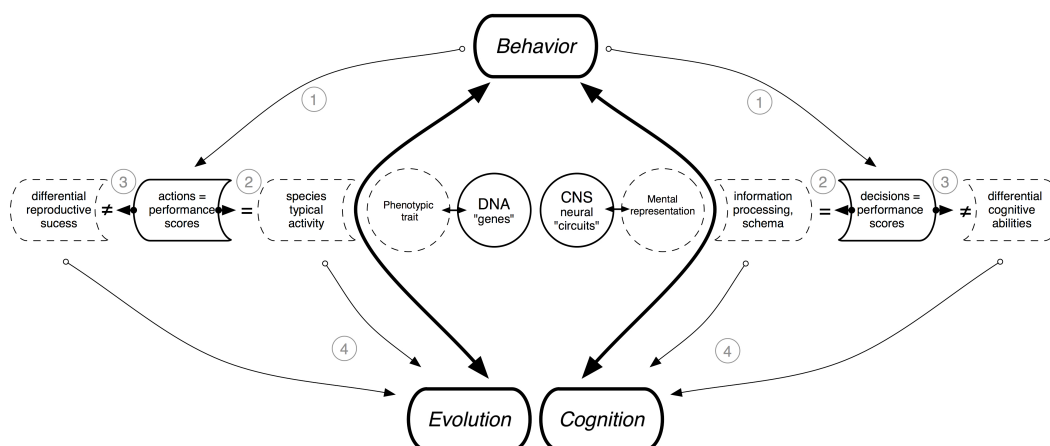 Behavior
1
1
differential
reproductive
sucess
≠
3
actions =
performance
scores
2
=
species
typical
activity
Phenotypic
trait
DNA
"genes"
CNS
neural
"circuits"
Mental
representation
information
processing,
schema
2
=
decisions =
performance
scores
3
≠
differential
cognitive
abilities
4
4
Evolution
Cognition